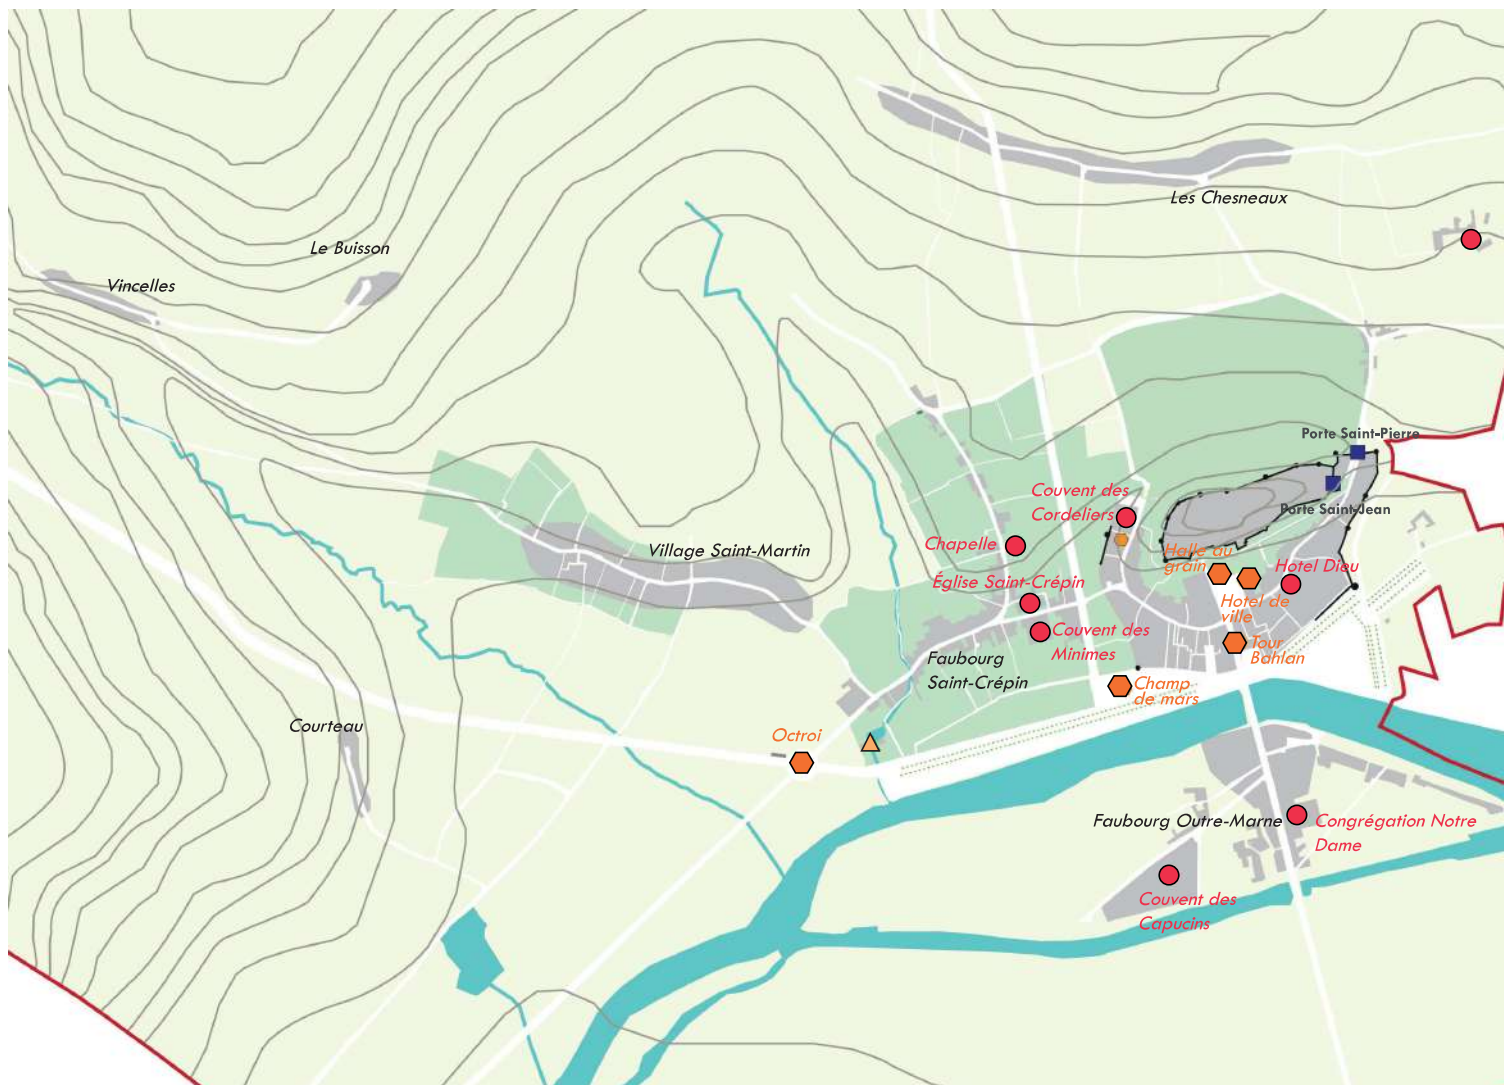 Les Chesneaux
Le Buisson
Vincelles
Porte Saint-Pierre
Couvent des
Cordeliers
Porte Saint-Jean
Chapelle
Village Saint-Martin
Halle au
grain
Hotel Dieu
Église Saint-Crépin
Hotel de
ville
Couvent des
Minimes
Tour
Bahlan
Faubourg
Saint-Crépin
Champ
de mars
Courteau
Octroi
Faubourg Outre-Marne
Congrégation Notre
Dame
Couvent des
Capucins